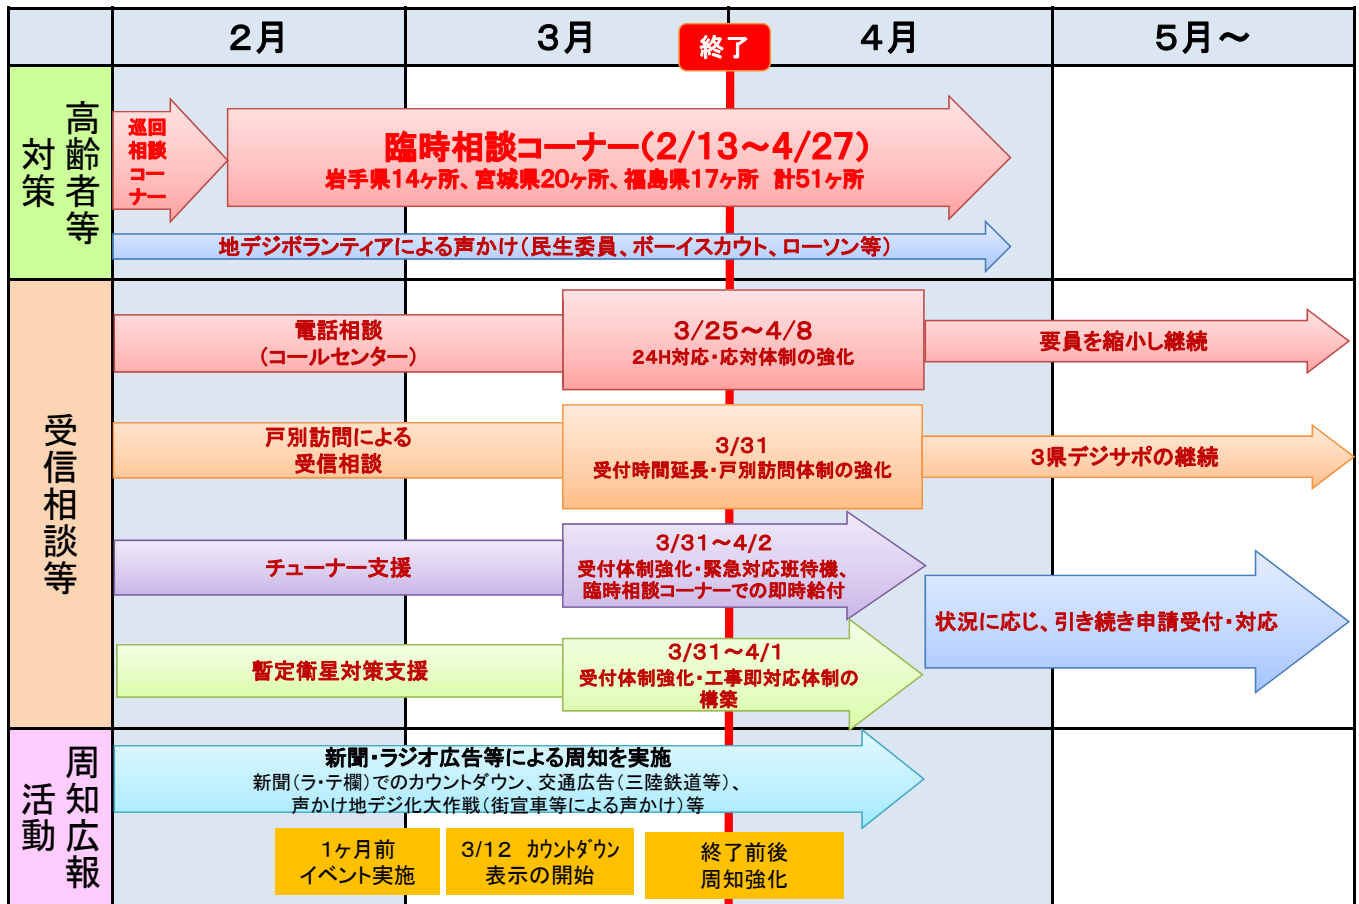 2月
3月
終了
4月
5月～
高齢者等
対策
巡回
相談
コー
ナー
臨時相談コーナー（2/13～4/27）
岩手県14ヶ所、宮城県20ヶ所、福島県17ヶ所　計51ヶ所
地デジボランティアによる声かけ（民生委員、ボーイスカウト、ローソン等）
受信相談等
電話相談
（コールセンター）
3/25～4/8
24H対応・応対体制の強化
要員を縮小し継続
戸別訪問による
受信相談
3/31
受付時間延長・戸別訪問体制の強化
3県デジサポの継続
チューナー支援
3/31～4/2
受付体制強化・緊急対応班待機、
臨時相談コーナーでの即時給付
状況に応じ、引き続き申請受付・対応
暫定衛星対策支援
3/31～4/1
受付体制強化・工事即対応体制の
構築
周知広報
活動
新聞・ラジオ広告等による周知を実施
新聞（ラ・テ欄）でのカウントダウン、交通広告（三陸鉄道等）、
声かけ地デジ化大作戦（街宣車等による声かけ）等
1ヶ月前
イベント実施
3/12　ｶｳﾝﾄﾀﾞｳﾝ
表示の開始
終了前後
周知強化